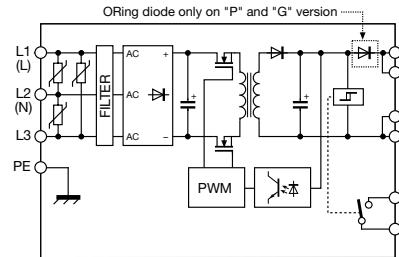 ORing diode only on "P" and "G" version
L1
(L)
L2
(N)
L3
PE
FILTER
AC
AC
AC
+
−
+
+
PWM